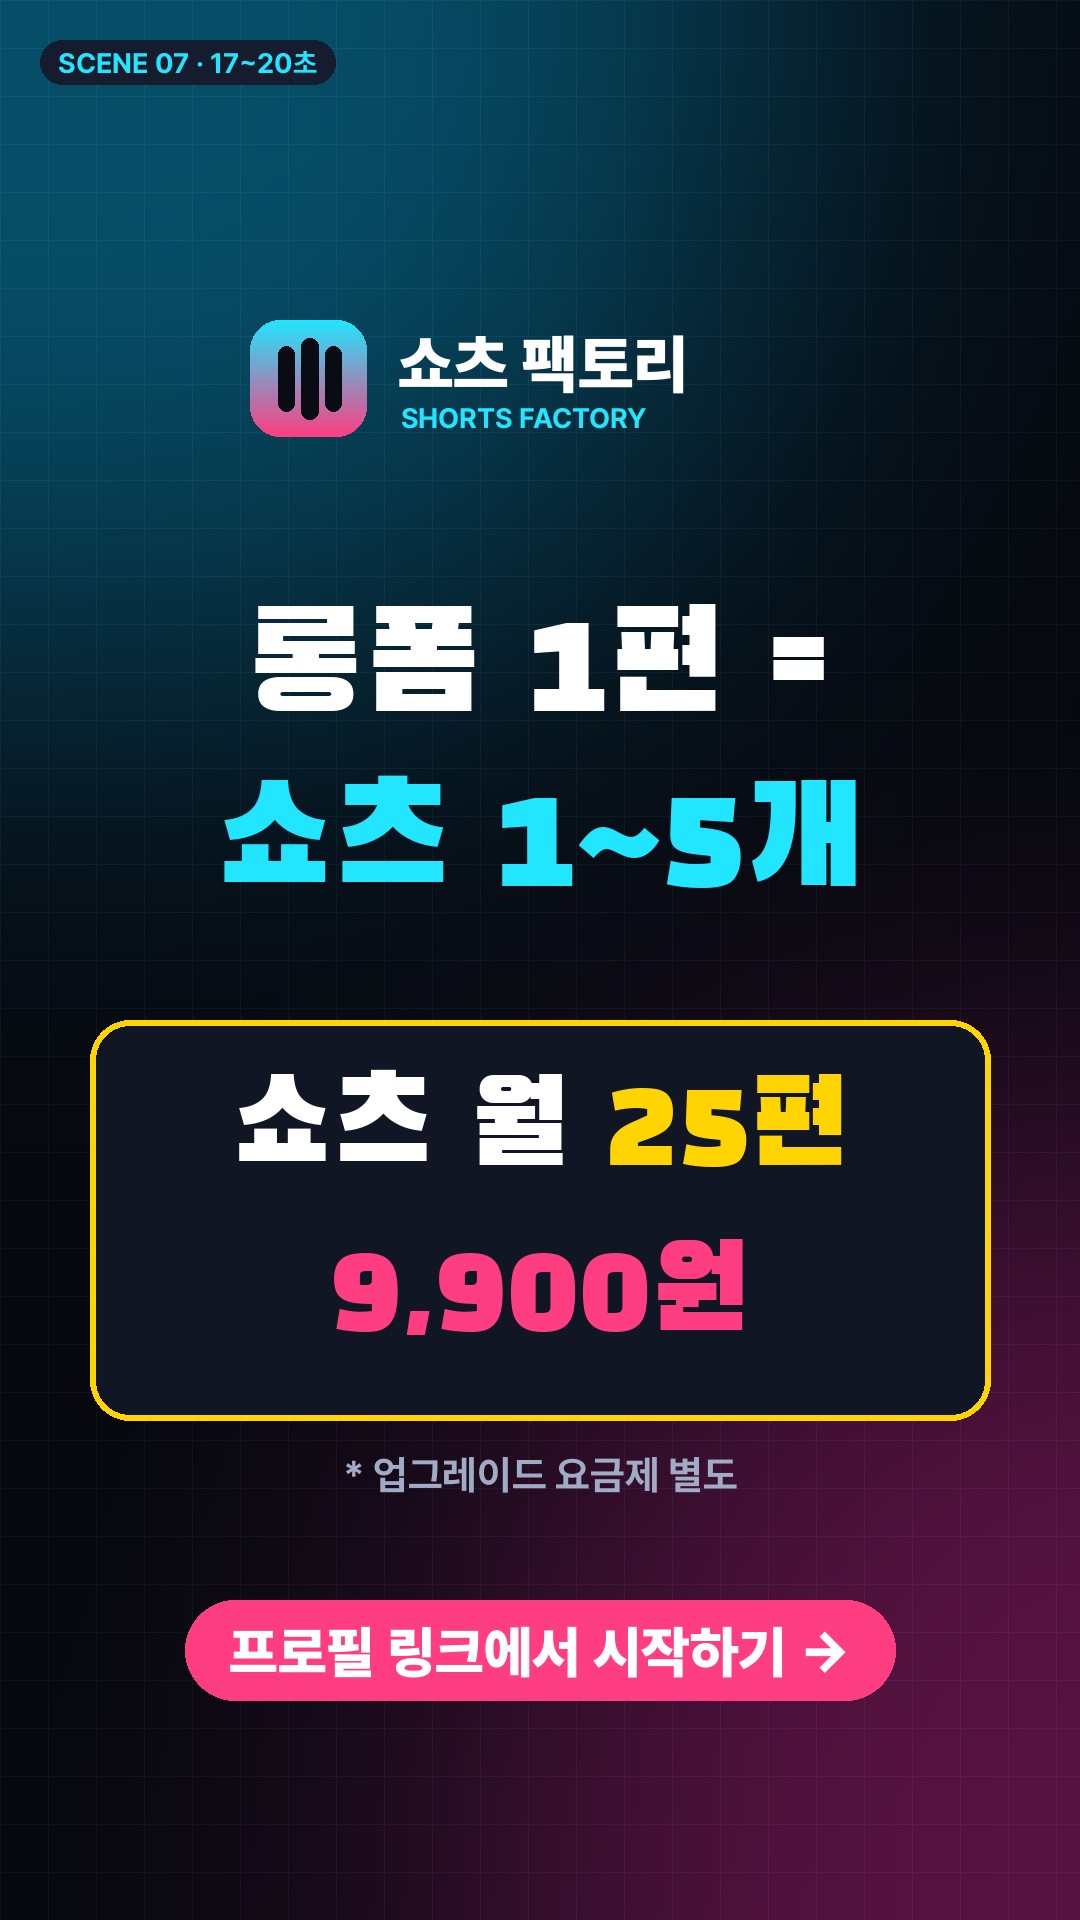 SCENE 07 · 17~20초
쇼츠 팩토리
SHORTS FACTORY
롱폼 1편 =
쇼츠 1~5개
쇼츠 월 25편
9,900원
* 업그레이드 요금제 별도
프로필 링크에서 시작하기 →